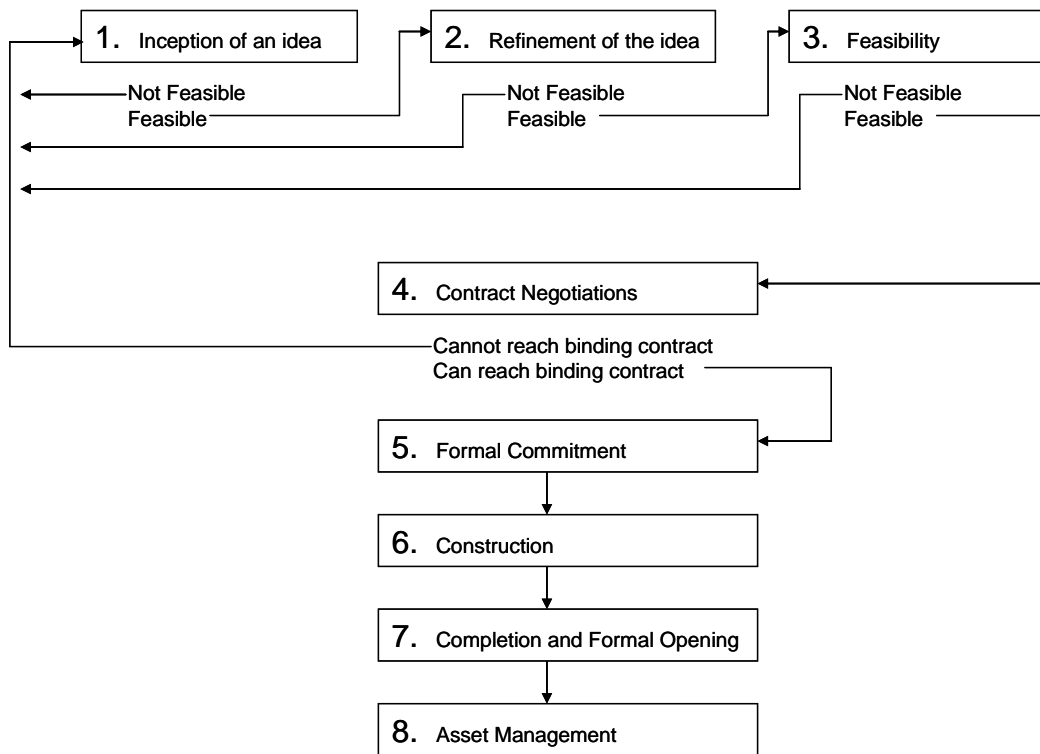 1. Inception of an idea
2. Refinement of the idea
3. Feasibility
Not Feasible
Feasible
Not Feasible
Feasible
Not Feasible
Feasible
4. Contract Negotiations
Cannot reach binding contract
Can reach binding contract
5. Formal Commitment
6. Construction
7. Completion and Formal Opening
8. Asset Management